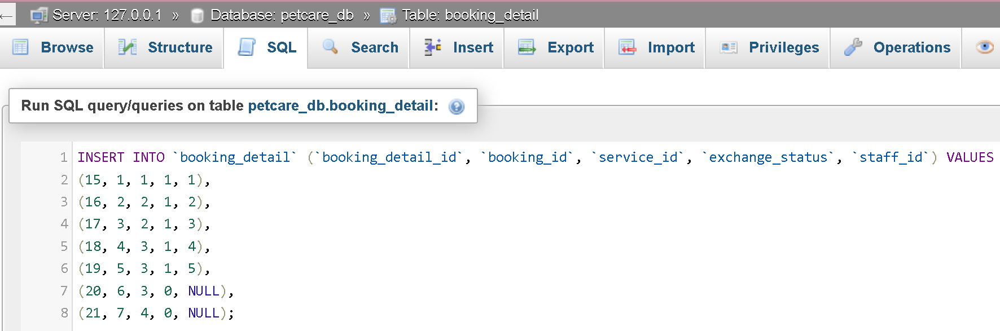 Server: 127.0.0.1 » Database: petcare_db » Table: booking_detail
Browse Structure SQL Search Insert Export Import Privileges Operations
Run SQL query/queries on table petcare_db.booking_detail:
1 INSERT INTO `booking_detail` (`booking_detail_id`, `booking_id`, `service_id`, `exchange_status`, `staff_id`) VALUES
2 (15, 1, 1, 1, 1),
3 (16, 2, 2, 1, 2),
4 (17, 3, 2, 1, 3),
5 (18, 4, 3, 1, 4),
6 (19, 5, 3, 1, 5),
7 (20, 6, 3, 0, NULL),
8 (21, 7, 4, 0, NULL);